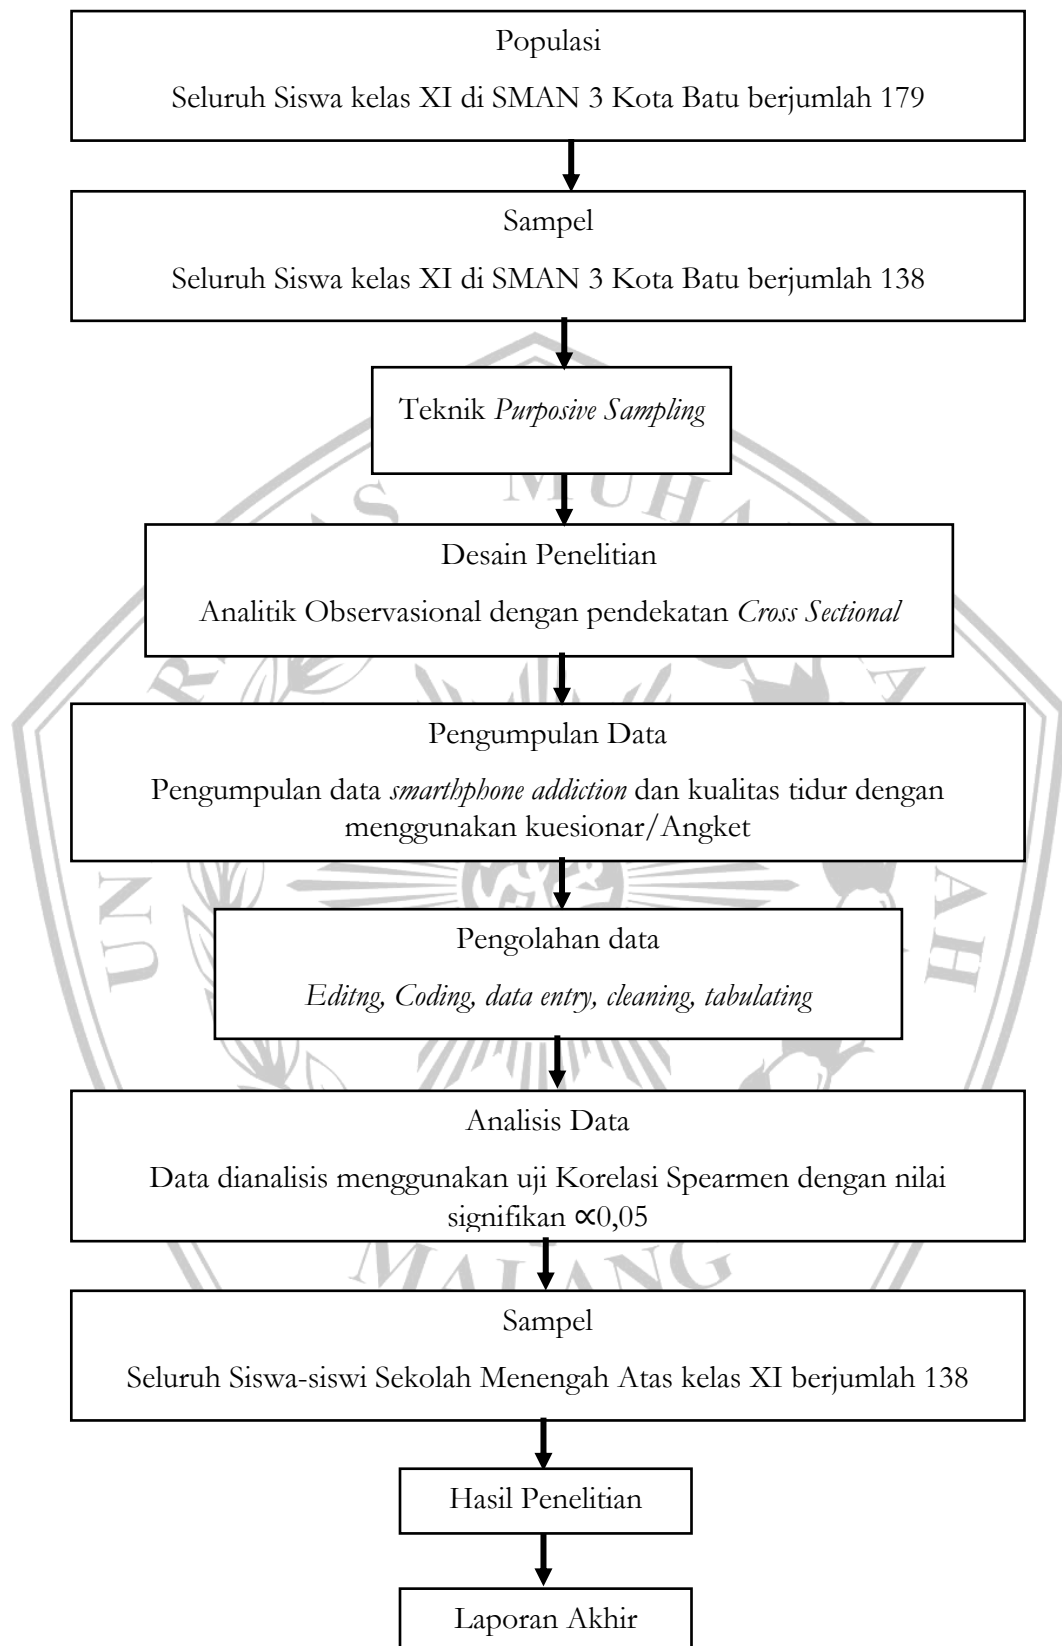 Populasi
Seluruh Siswa kelas XI di SMAN 3 Kota Batu berjumlah 179
Sampel
Seluruh Siswa kelas XI di SMAN 3 Kota Batu berjumlah 138
Teknik Purposive Sampling
Desain Penelitian
Analitik Observasional dengan pendekatan Cross Sectional
Pengumpulan Data
Pengumpulan data smarthphone addiction dan kualitas tidur dengan
menggunakan kuesionar/Angket
Pengolahan data
Editng, Coding, data entry, cleaning, tabulating
Analisis Data
Data dianalisis menggunakan uji Korelasi Spearmen dengan nilai
signifikan ∝0,05
MALANG
Sampel
Seluruh Siswa-siswi Sekolah Menengah Atas kelas XI berjumlah 138
Hasil Penelitian
Laporan Akhir